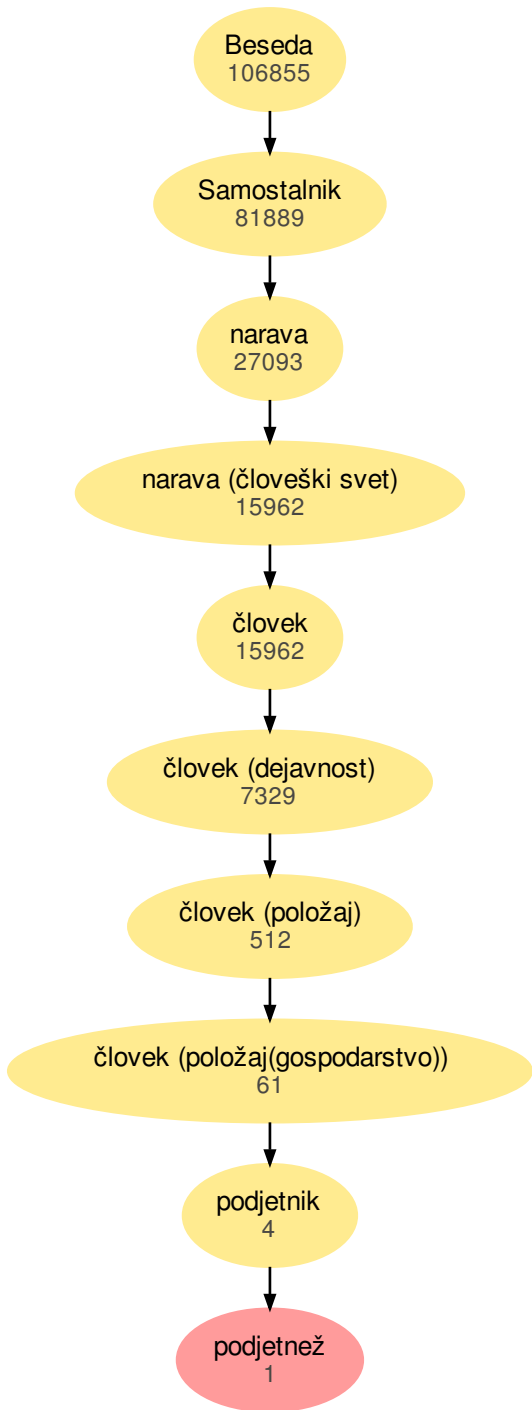 Beseda
106855
Samostalnik
81889
narava
27093
narava (človeški svet)
15962
človek
15962
človek (dejavnost)
7329
človek (položaj)
512
človek (položaj(gospodarstvo))
61
podjetnik
4
podjetnež
1